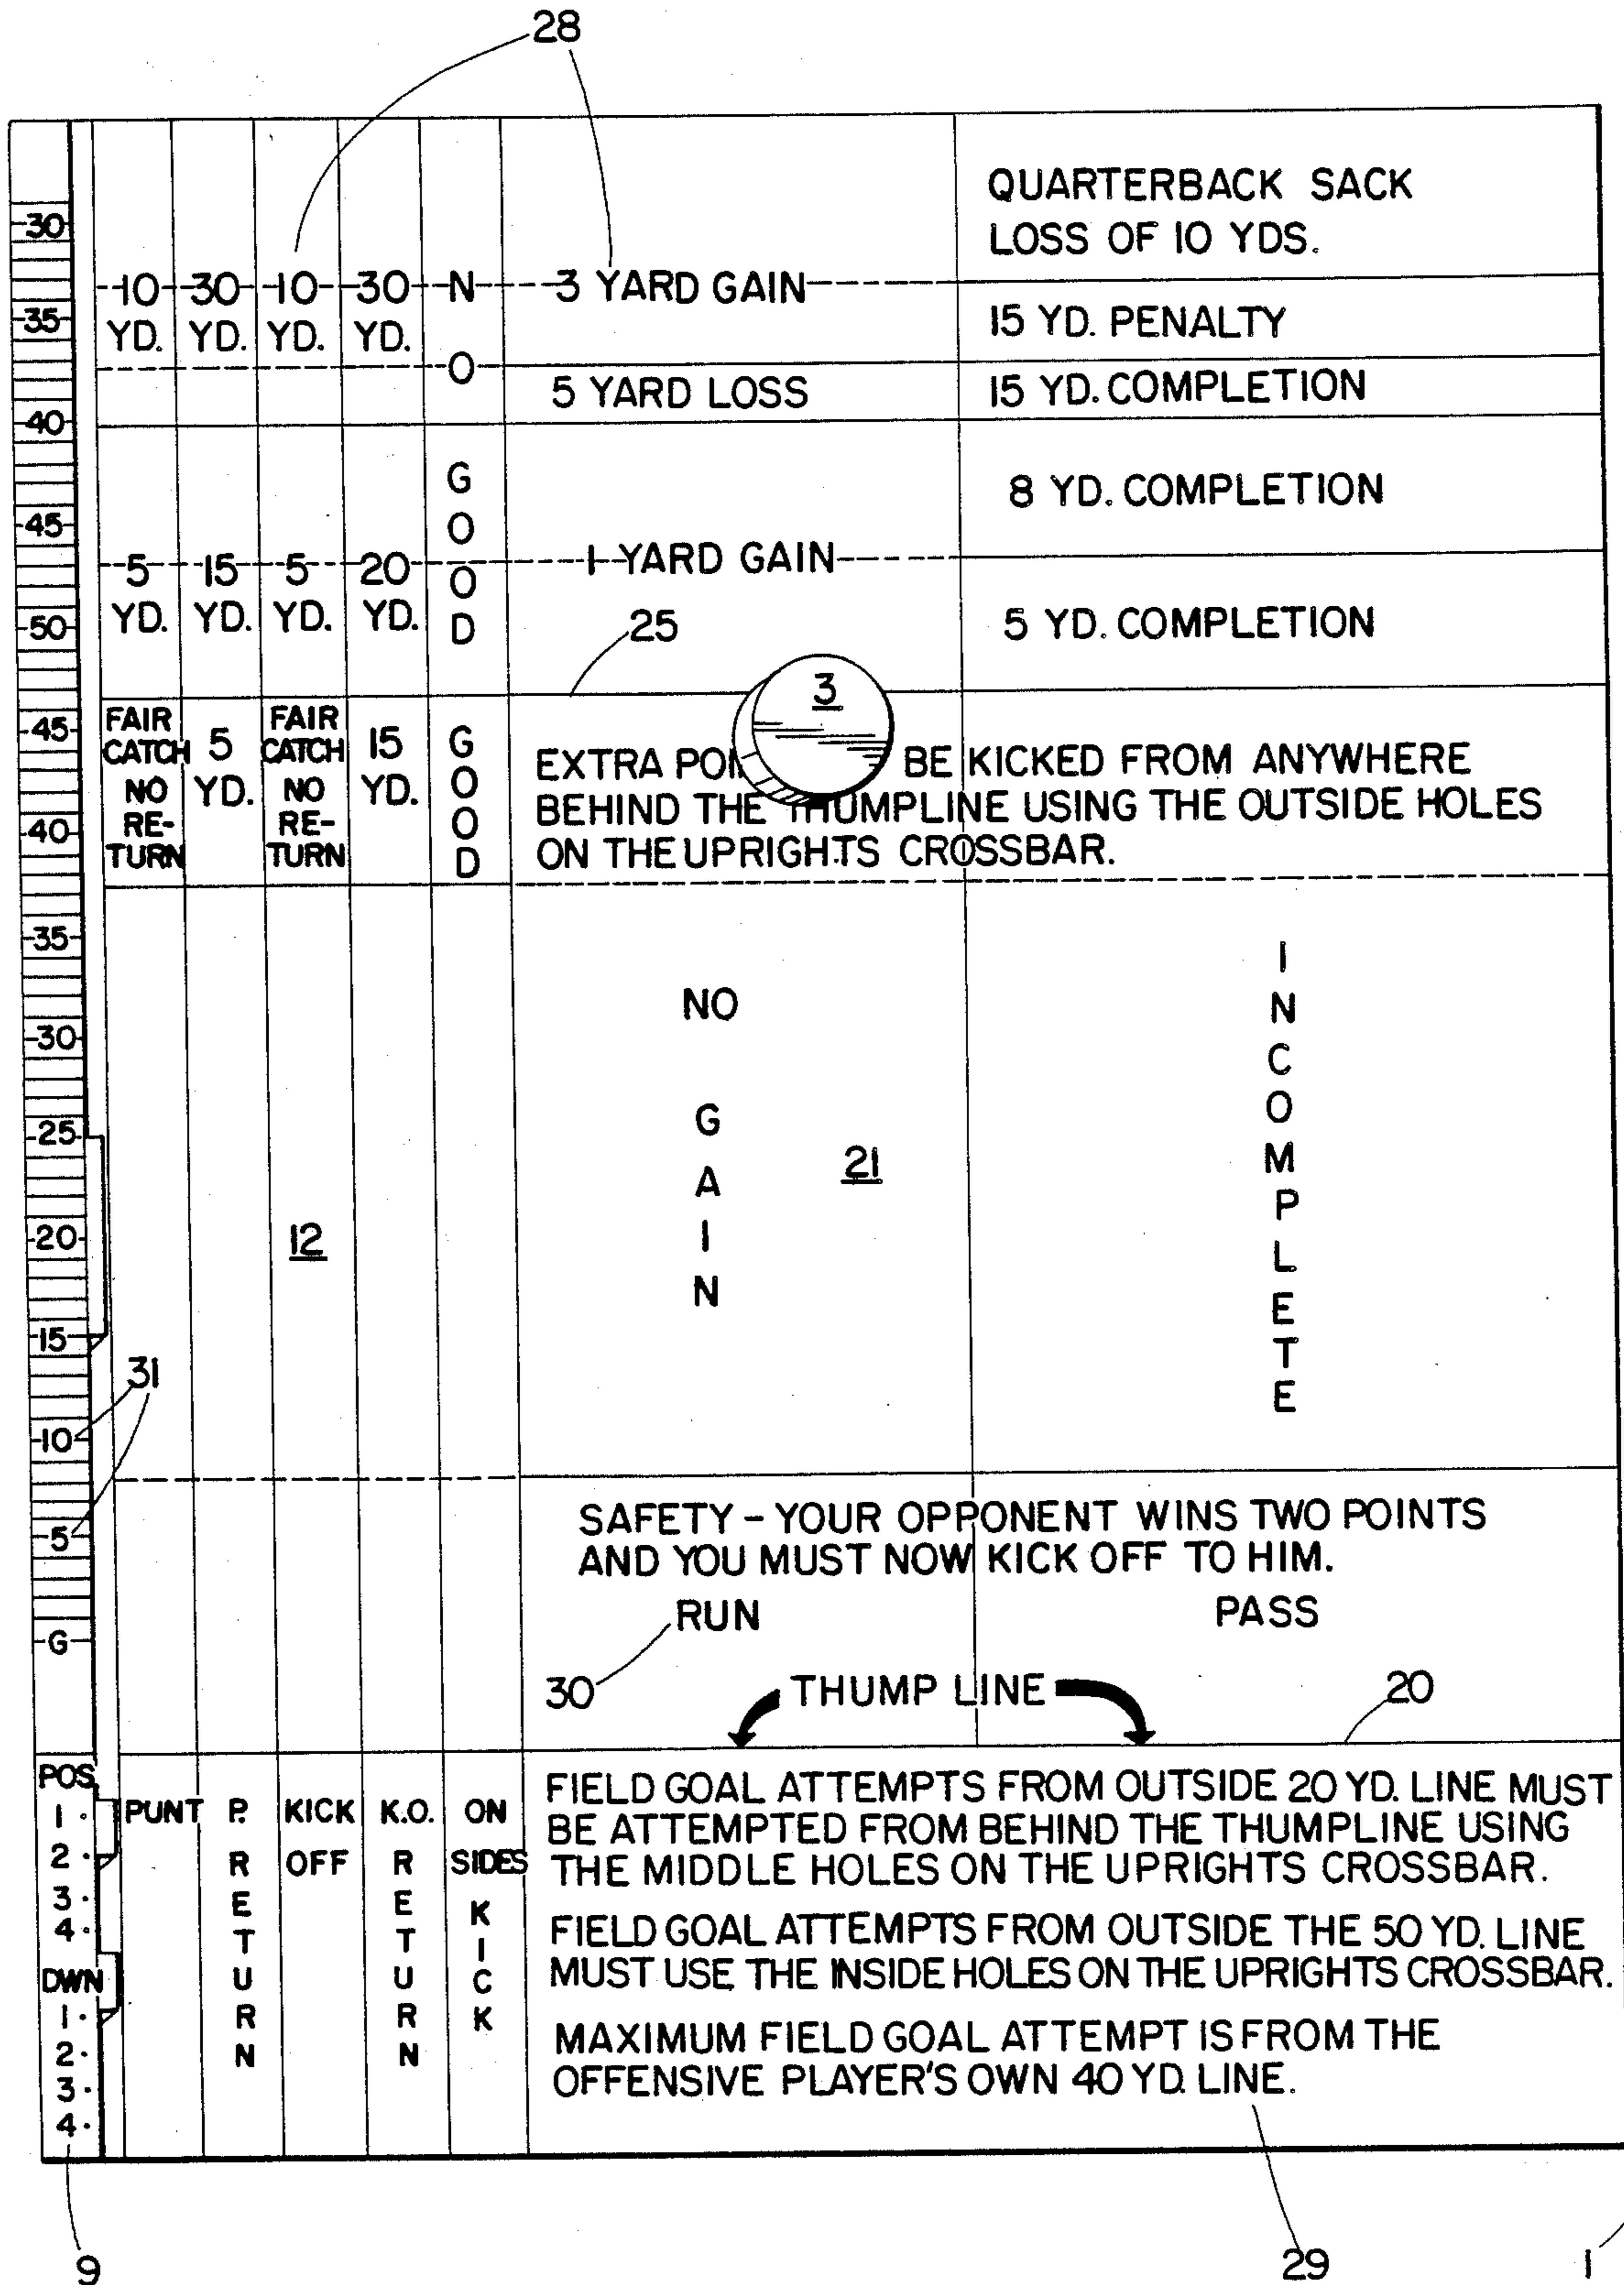 28
QUARTERBACK SACK
LOSS OF 10 YDS.
30
10 30 10 30 N 3 YARD GAIN
YD. YD. YD. YD.
35
15 YD. PENALTY
O
5 YARD LOSS
15 YD. COMPLETION
40
G
8 YD. COMPLETION
45
O
5 15 5 20 O 1 YARD GAIN
YD. YD. YD. YD. D
50
25
5 YD. COMPLETION
3
45
FAIR CATCH NO RE-TURN
5 YD.
FAIR CATCH NO RE-TURN
15 YD.
G
O
O
D
EXTRA BE KICKED FROM ANYWHERE
BEHIND THE THUMPLINE USING THE OUTSIDE HOLES
ON THE UPRIGHTS CROSSBAR.
40
35
30
25
20
15
31
10
5
G
12
NO
G
A
I
N
21
I
N
C
O
M
P
L
E
T
E
SAFETY – YOUR OPPONENT WINS TWO POINTS
AND YOU MUST NOW KICK OFF TO HIM.
RUN PASS
30
THUMP LINE
20
POS.
1.
2.
3.
4.
DWN
1.
2.
3.
4.
PUNT
P.
R
E
T
U
R
N
KICK
OFF
K.O.
R
E
T
U
R
N
ON
SIDES
K
I
C
K
FIELD GOAL ATTEMPTS FROM OUTSIDE 20 YD. LINE MUST
BE ATTEMPTED FROM BEHIND THE THUMPLINE USING
THE MIDDLE HOLES ON THE UPRIGHTS CROSSBAR.
FIELD GOAL ATTEMPTS FROM OUTSIDE THE 50 YD. LINE
MUST USE THE INSIDE HOLES ON THE UPRIGHTS CROSSBAR.
MAXIMUM FIELD GOAL ATTEMPT IS FROM THE
OFFENSIVE PLAYER'S OWN 40 YD. LINE.
9
29
1